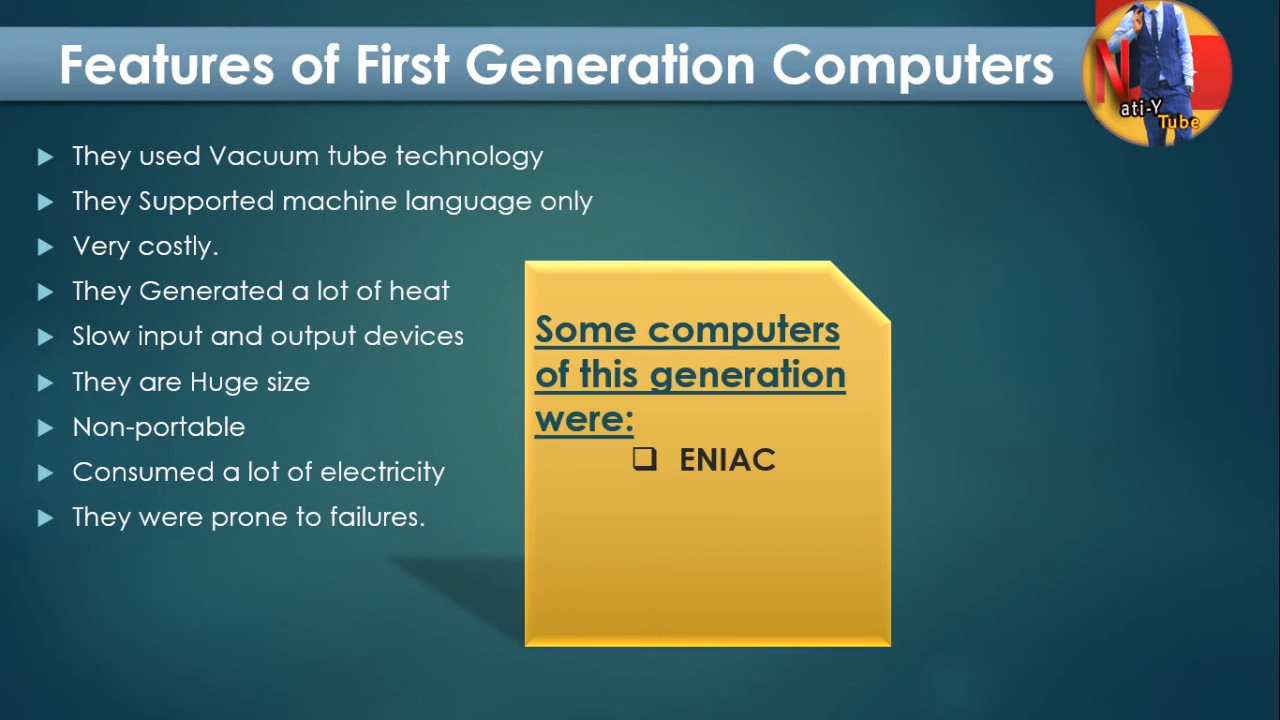 Features of First Generation Computers
N
ati-Y
Tube
They used Vacuum tube technology
They Supported machine language only
Very costly.
They Generated a lot of heat
Slow input and output devices
They are Huge size
Non-portable
Consumed a lot of electricity
They were prone to failures.
Some computers
of this generation
were:
ENIAC